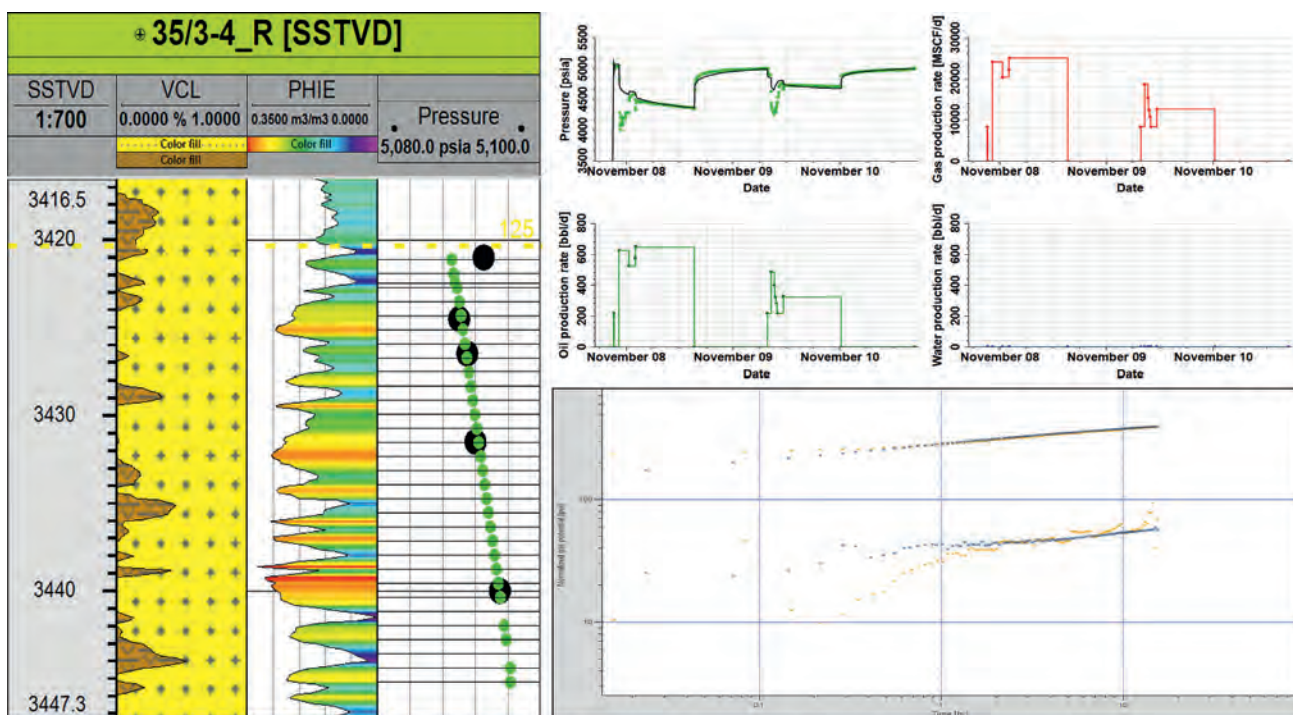 35/3-4_R [SSTVD]
SSTVD
1:700
VCL
0.0000 % 1.0000
Color fill
Color fill
PHIE
0.3500 m3/m3 0.0000
Color fill
Pressure
5,080.0 psia 5,100.0
3416.5
3420
3430
3440
3447.3
125
Pressure [psia]
5000
4500
4000
3500
November 08
November 09
November 10
Date
Gas production rate [MSCF/d]
30000
20000
10000
0
November 08
November 09
November 10
Date
Oil production rate [bbl/d]
800
600
400
200
0
November 08
November 09
November 10
Date
Water production rate [bbl/d]
800
600
400
200
0
November 08
November 09
November 10
Date
100
10